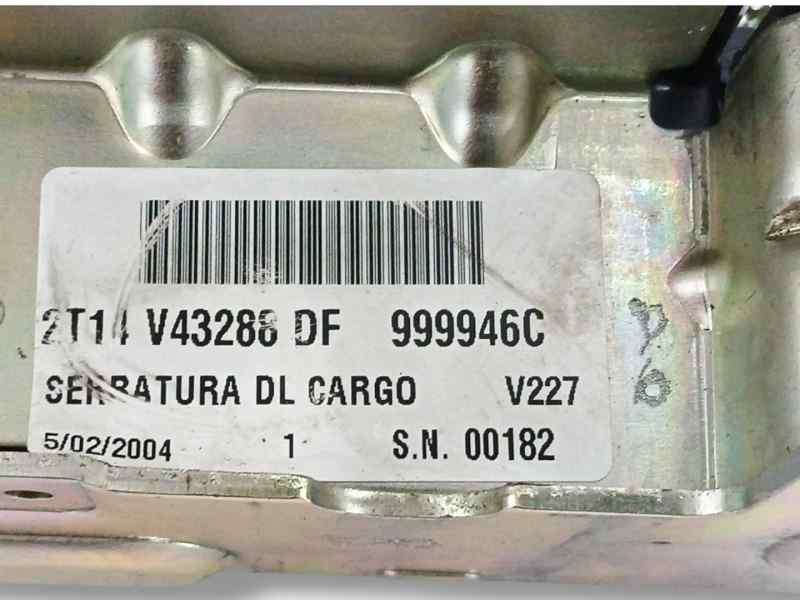 2T14 V43288 DF 999946C
SERRATURA DL CARGO V227
5/02/2004 1 S.N. 00182